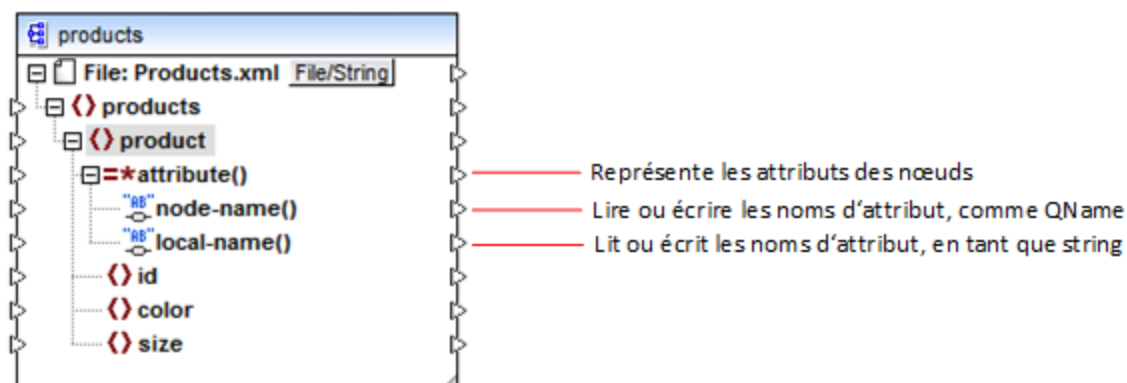 products
File: Products.xml File/String
products
product
=*attribute() Représente les attributs des nœuds
"AB" node-name() Lire ou écrire les noms d‘attribut, comme QName
"AB" local-name() Lit ou écrit les noms d‘attribut, en tant que string
id
color
size